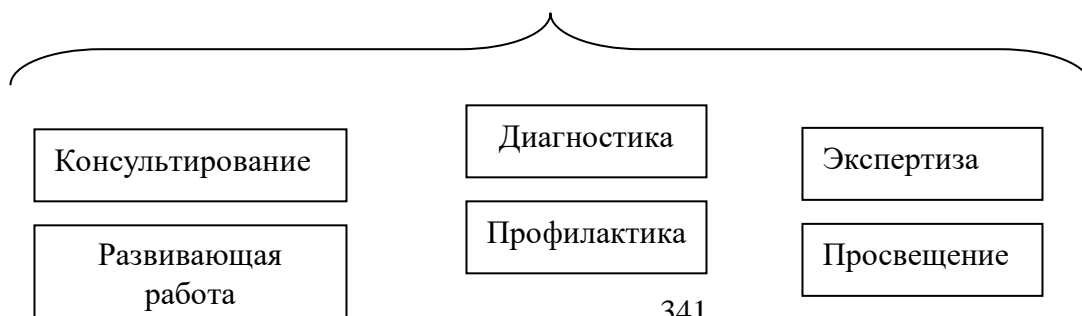 Консультирование
Диагностика
Экспертиза
Развивающая
работа
Профилактика
Просвещение
341